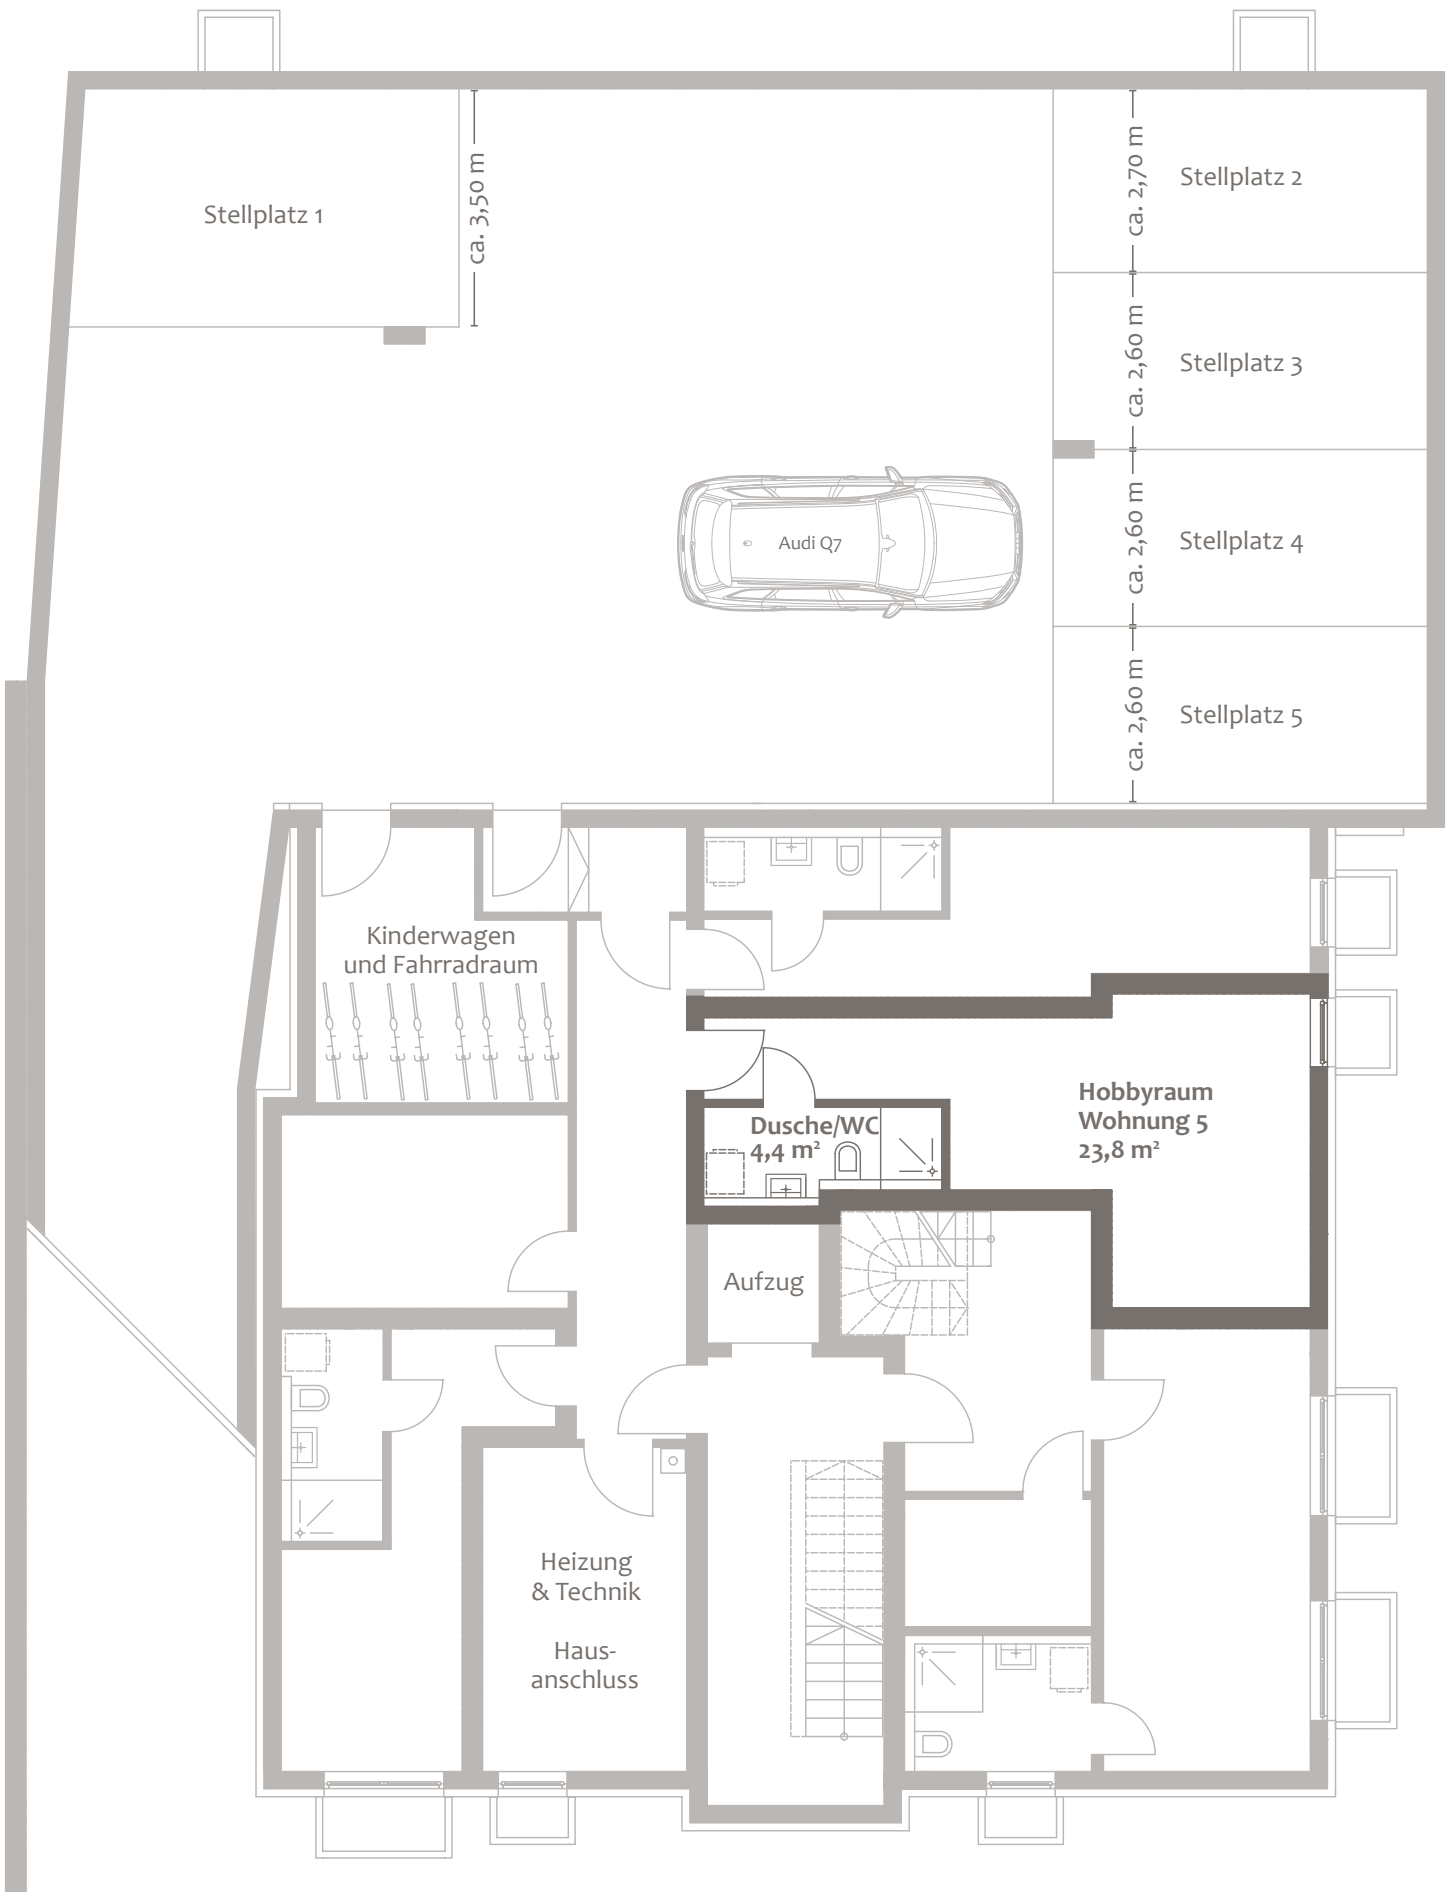 Stellplatz 1
ca. 3,50 m
ca. 2,70 m
Stellplatz 2
ca. 2,60 m
Stellplatz 3
ca. 2,60 m
Stellplatz 4
Audi Q7
ca. 2,60 m
Stellplatz 5
Kinderwagen
und Fahrradraum
Hobbyraum
Wohnung 5
23,8 m²
Dusche/WC
4,4 m²
Aufzug
Heizung
& Technik
Haus-
anschluss